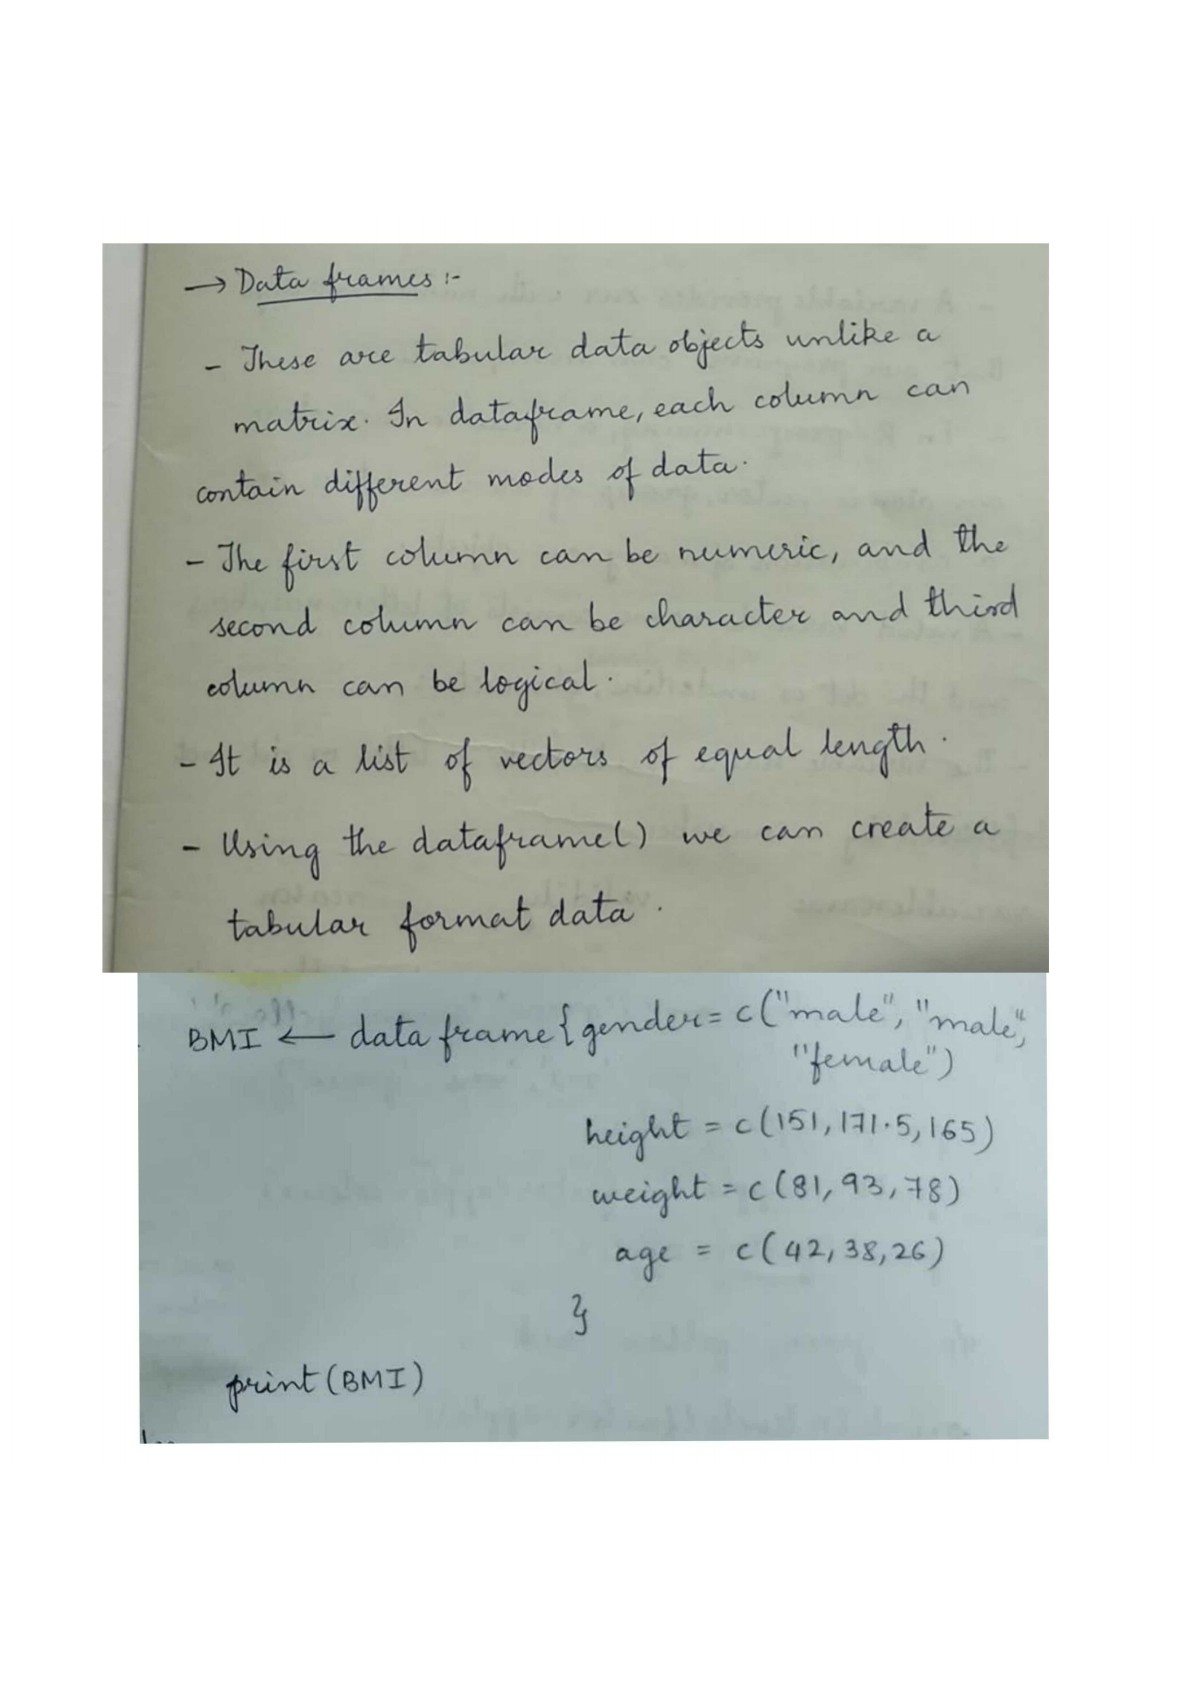 → Data frames :-
- These are tabular data objects unlike a
matrix. In dataframe, each column can
contain different modes of data.
- The first column can be numeric, and the
second column can be character and third
column can be logical.
- It is a list of vectors of equal length.
- Using the dataframe() we can create a
tabular format data.
BMI ← data frame { gender = c("male", "male",
"female")
height = c(151, 171.5, 165)
weight = c(81, 93, 78)
age = c(42, 38, 26)
}
print(BMI)